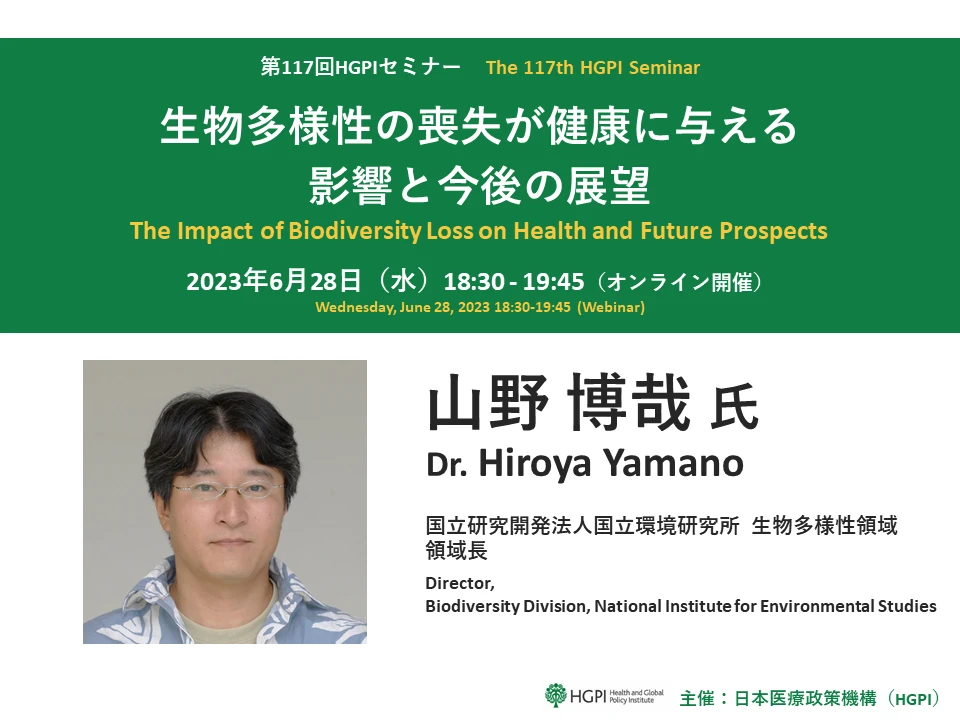 第117回HGPIセミナー The 117th HGPI Seminar
生物多様性の喪失が健康に与える
影響と今後の展望
The Impact of Biodiversity Loss on Health and Future Prospects
2023年6月28日（水）18:30 - 19:45（オンライン開催）
Wednesday, June 28, 2023 18:30-19:45 (Webinar)
山野 博哉 氏
Dr. Hiroya Yamano
国立研究開発法人国立環境研究所 生物多様性領域
領域長
Director,
Biodiversity Division, National Institute for Environmental Studies
HGPI Health and Global Policy Institute 主催：日本医療政策機構（HGPI）